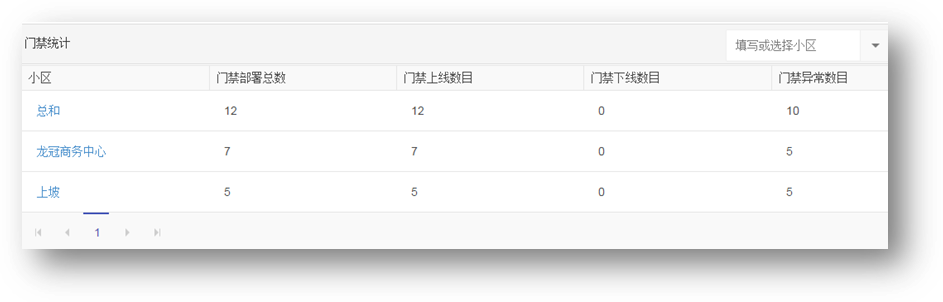 门禁统计
填写或选择小区
小区 门禁部署总数 门禁上线数目 门禁下线数目 门禁异常数目
总和 12 12 0 10
龙冠商务中心 7 7 0 5
上坡 5 5 0 5
1